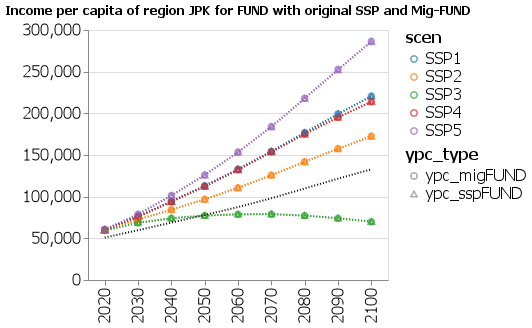 Income per capita of region JPK for FUND with original SSP and Mig-FUND
300,000
250,000
200,000
150,000
100,000
50,000
0
2020
2030
2040
2050
2060
2070
2080
2090
2100
scen
SSP1
SSP2
SSP3
SSP4
SSP5
ypc_type
ypc_migFUND
ypc_sspFUND